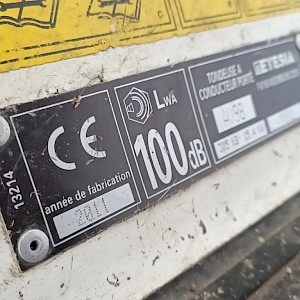 13214
CE
année de fabrication
2011
LWA
100dB
TONDEUSE A
CONDUCTEUR PORTÉ
ETESIA